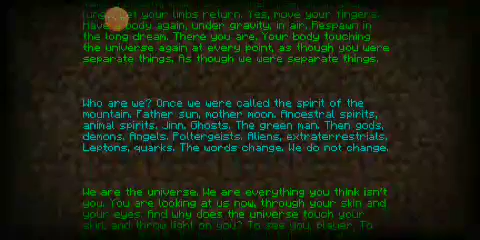 your limbs return. Yes, move your fingers.
Have a body again, under gravity, in air. Respawn in
the long dream. There you are. Your body touching
the universe again at every point, as though you were
separate things. As though we were separate things.
Who are we? Once we were called the spirit of the
mountain. Father sun, mother moon. Ancestral spirits,
animal spirits. Jinn. Ghosts. The green man. Then gods,
demons. Angels. Poltergeists. Aliens, extraterrestrials.
Leptons, quarks. The words change. We do not change.
We are the universe. We are everything you think isn't
you. You are looking at us now, through your skin and
your eyes. And why does the universe touch your
skin, and throw light on you? To see you, player. To